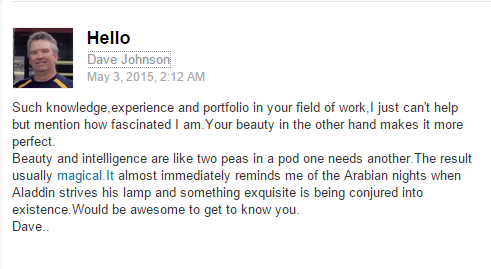 Hello
Dave Johnson
May 3, 2015, 2:12 AM
Such knowledge,experience and portfolio in your field of work,I just can't help
but mention how fascinated I am.Your beauty in the other hand makes it more
perfect.
Beauty and intelligence are like two peas in a pod one needs another.The result
usually magical.It almost immediately reminds me of the Arabian nights when
Aladdin strives his lamp and something exquisite is being conjured into
existence.Would be awesome to get to know you.
Dave..